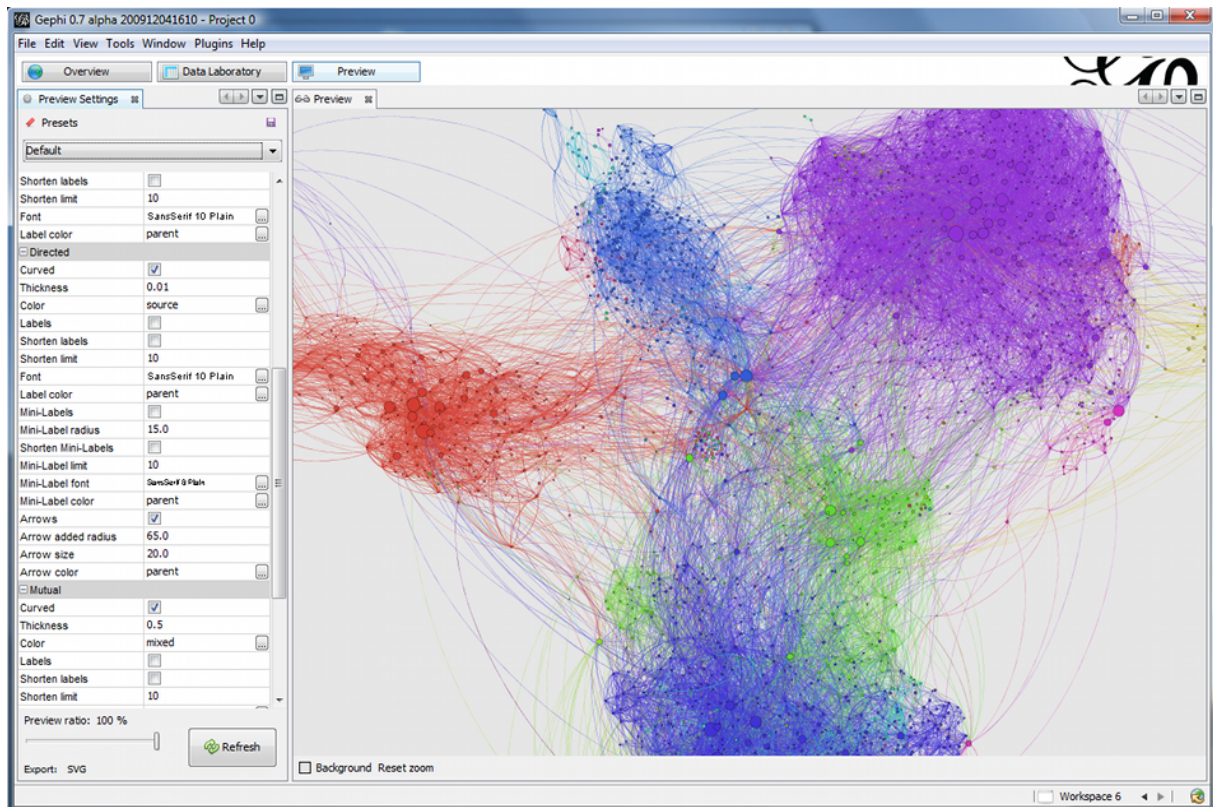 Gephi 0.7 alpha 200912041610 - Project 0
File Edit View Tools Window Plugins Help
Overview Data Laboratory Preview
Preview Settings
Presets
Default
Shorten labels
Shorten limit 10
Font SansSerif 10 Plain ...
Label color parent ...
Directed
Curved
Thickness 0.01
Color source ...
Labels
Shorten labels
Shorten limit 10
Font SansSerif 10 Plain ...
Label color parent ...
Mini-Labels
Mini-Label radius 15.0
Shorten Mini-Labels
Mini-Label limit 10
Mini-Label font SansSerif 8 Plain ...
Mini-Label color parent ...
Arrows
Arrow added radius 65.0
Arrow size 20.0
Arrow color parent ...
Mutual
Curved
Thickness 0.5
Color mixed ...
Labels
Shorten labels
Shorten limit 10
Preview ratio: 100 %
Refresh
Export: SVG
Preview
Background Reset zoom
Workspace 6